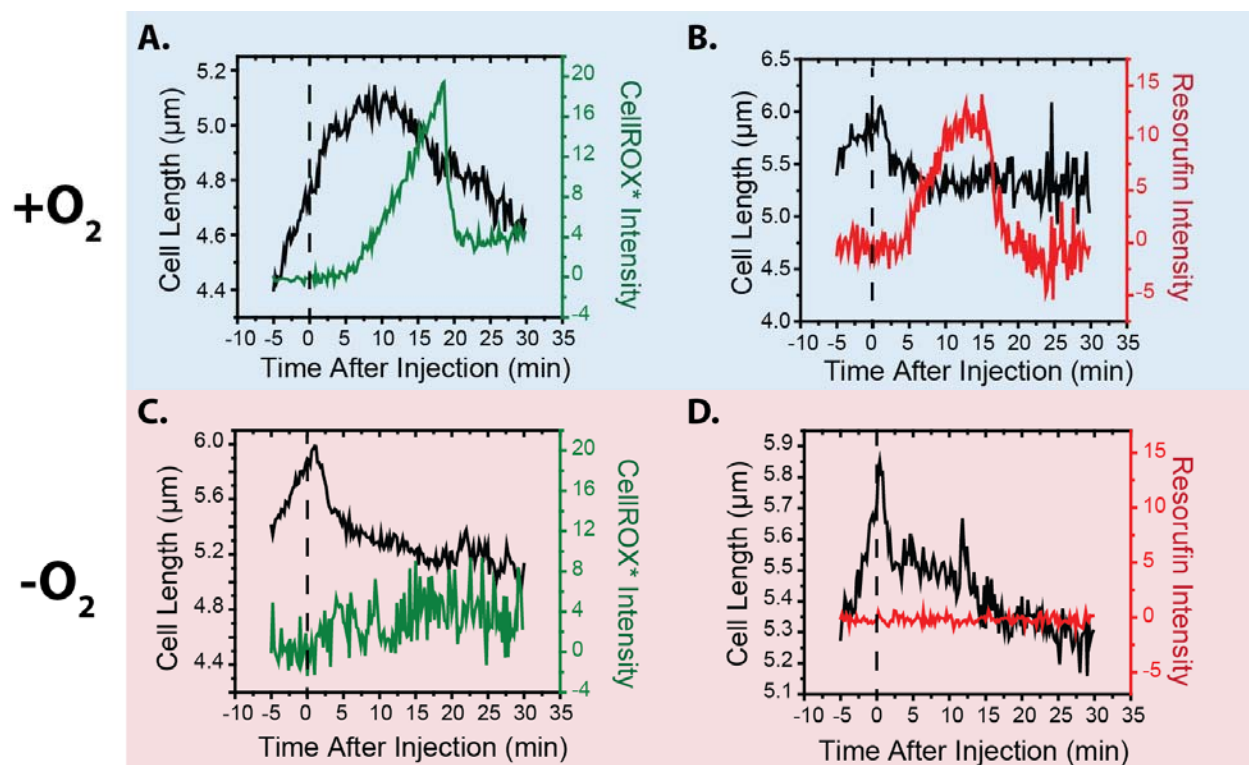 +O2
A.
Cell Length (µm)
5.2
5.0
4.8
4.6
4.4
20
16
12
8
4
0
-4
CellROX* Intensity
-10 -5 0 5 10 15 20 25 30 35
Time After Injection (min)
B.
Cell Length (µm)
6.5
6.0
5.5
5.0
4.5
4.0
15
10
5
0
-5
Resorufin Intensity
-10 -5 0 5 10 15 20 25 30 35
Time After Injection (min)
-O2
C.
Cell Length (µm)
6.0
5.6
5.2
4.8
4.4
20
16
12
8
4
0
-4
CellROX* Intensity
-10 -5 0 5 10 15 20 25 30 35
Time After Injection (min)
D.
Cell Length (µm)
5.9
5.8
5.7
5.5
5.4
5.3
5.2
5.1
15
10
5
0
-5
Resorufin Intensity
-10 -5 0 5 10 15 20 25 30 35
Time After Injection (min)